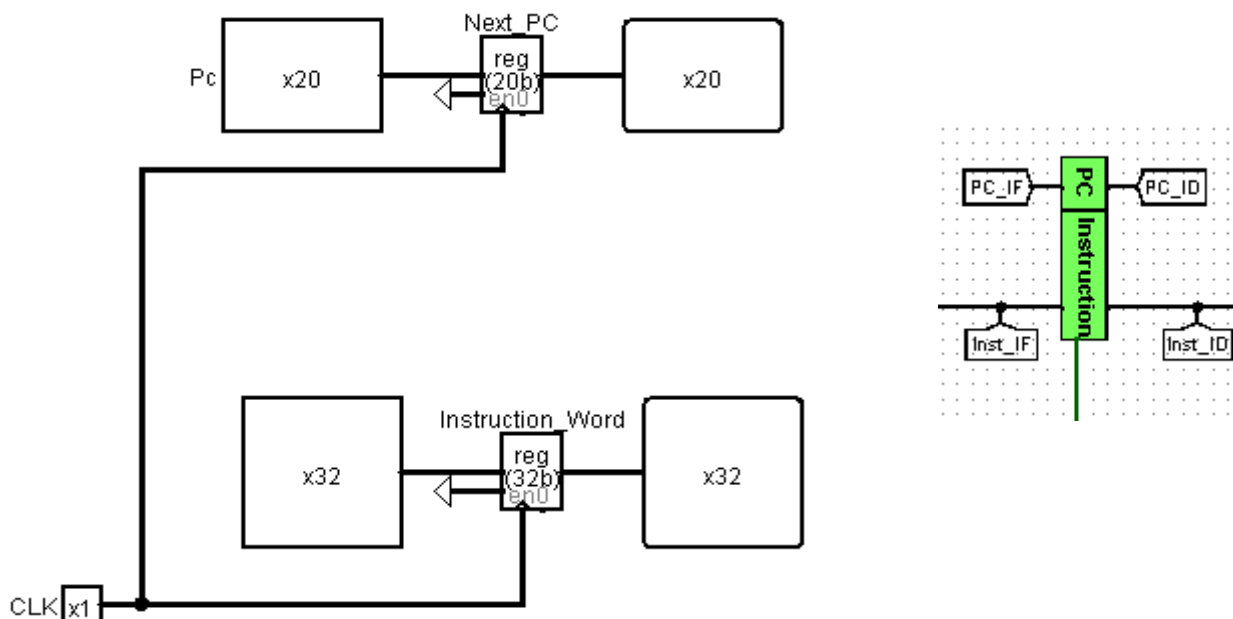 Next_PC
Pc
x20
reg
(20b)
en0
x20
Instruction_Word
x32
reg
(32b)
en0
x32
CLK
x1
PC_IF
PC
PC_ID
Instruction
Inst_IF
Inst_ID